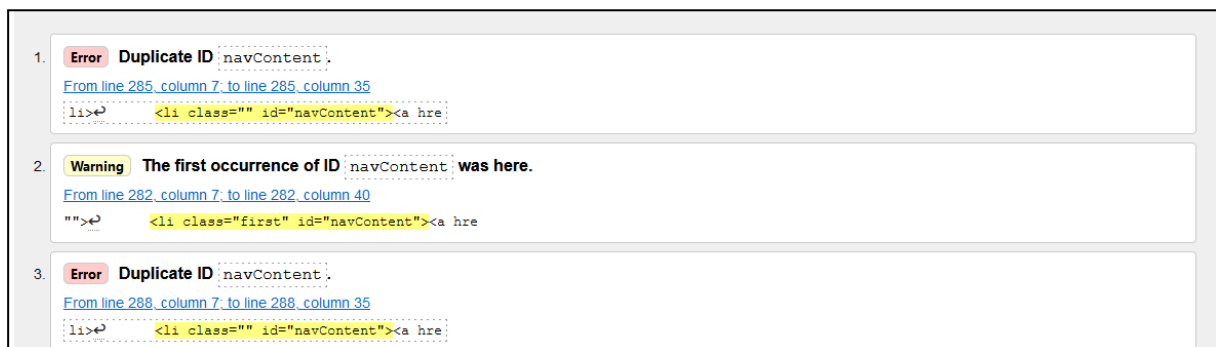 1. Error Duplicate ID navContent.
From line 285, column 7; to line 285, column 35
li>↩ <li class="" id="navContent"><a hre
2. Warning The first occurrence of ID navContent was here.
From line 282, column 7; to line 282, column 40
"">↩ <li class="first" id="navContent"><a hre
3. Error Duplicate ID navContent.
From line 288, column 7; to line 288, column 35
li>↩ <li class="" id="navContent"><a hre